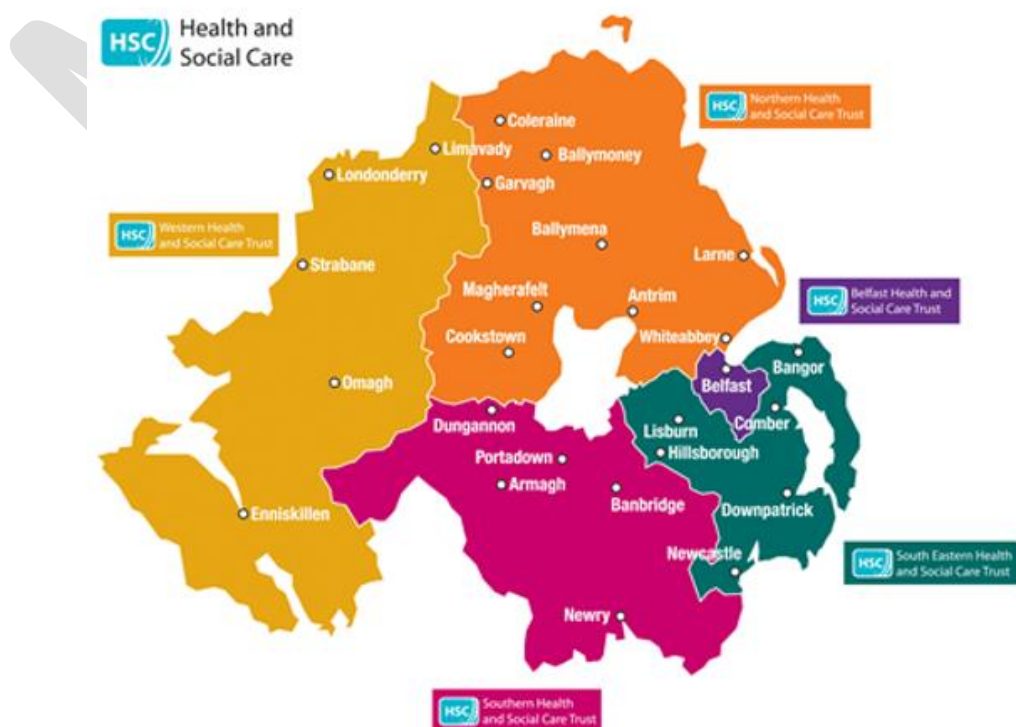 HSC
Health and
Social Care
HSC
Northern Health
and Social Care Trust
Coleraine
Limavady
Ballymoney
Londonderry
Garvagh
HSC
Western Health
and Social Care Trust
Ballymena
Larne
Strabane
Magherafelt
Antrim
HSC
Belfast Health and
Social Care Trust
Cookstown
Whiteabbey
Bangor
Omagh
Belfast
Dungannon
Lisburn
Comber
Portadown
Hillsborough
Armagh
Banbridge
Downpatrick
Enniskillen
Newcastle
HSC
South Eastern Health
and Social Care Trust
Newry
HSC
Southern Health
and Social Care Trust